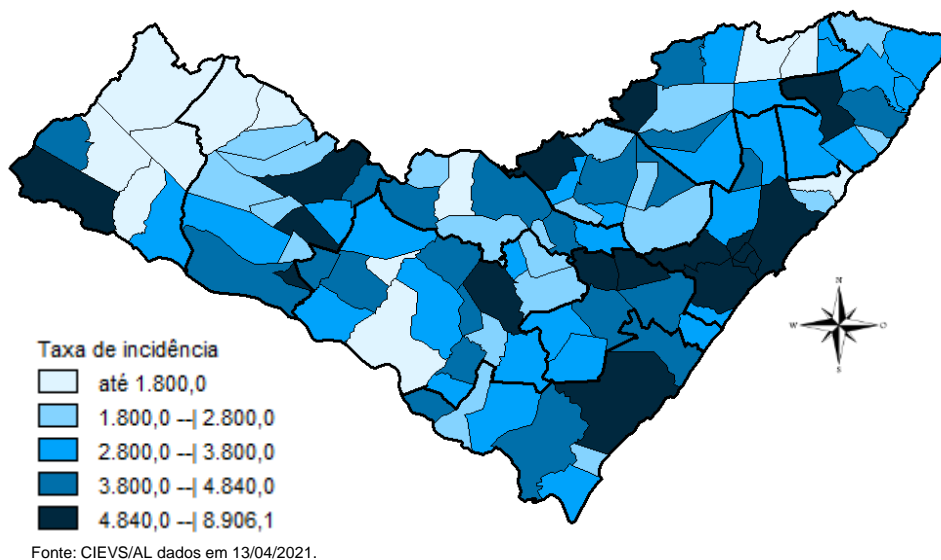 N
W
O
S
Taxa de incidência
até 1.800,0
1.800,0 --| 2.800,0
2.800,0 --| 3.800,0
3.800,0 --| 4.840,0
4.840,0 --| 8.906,1
Fonte: CIEVS/AL dados em 13/04/2021.